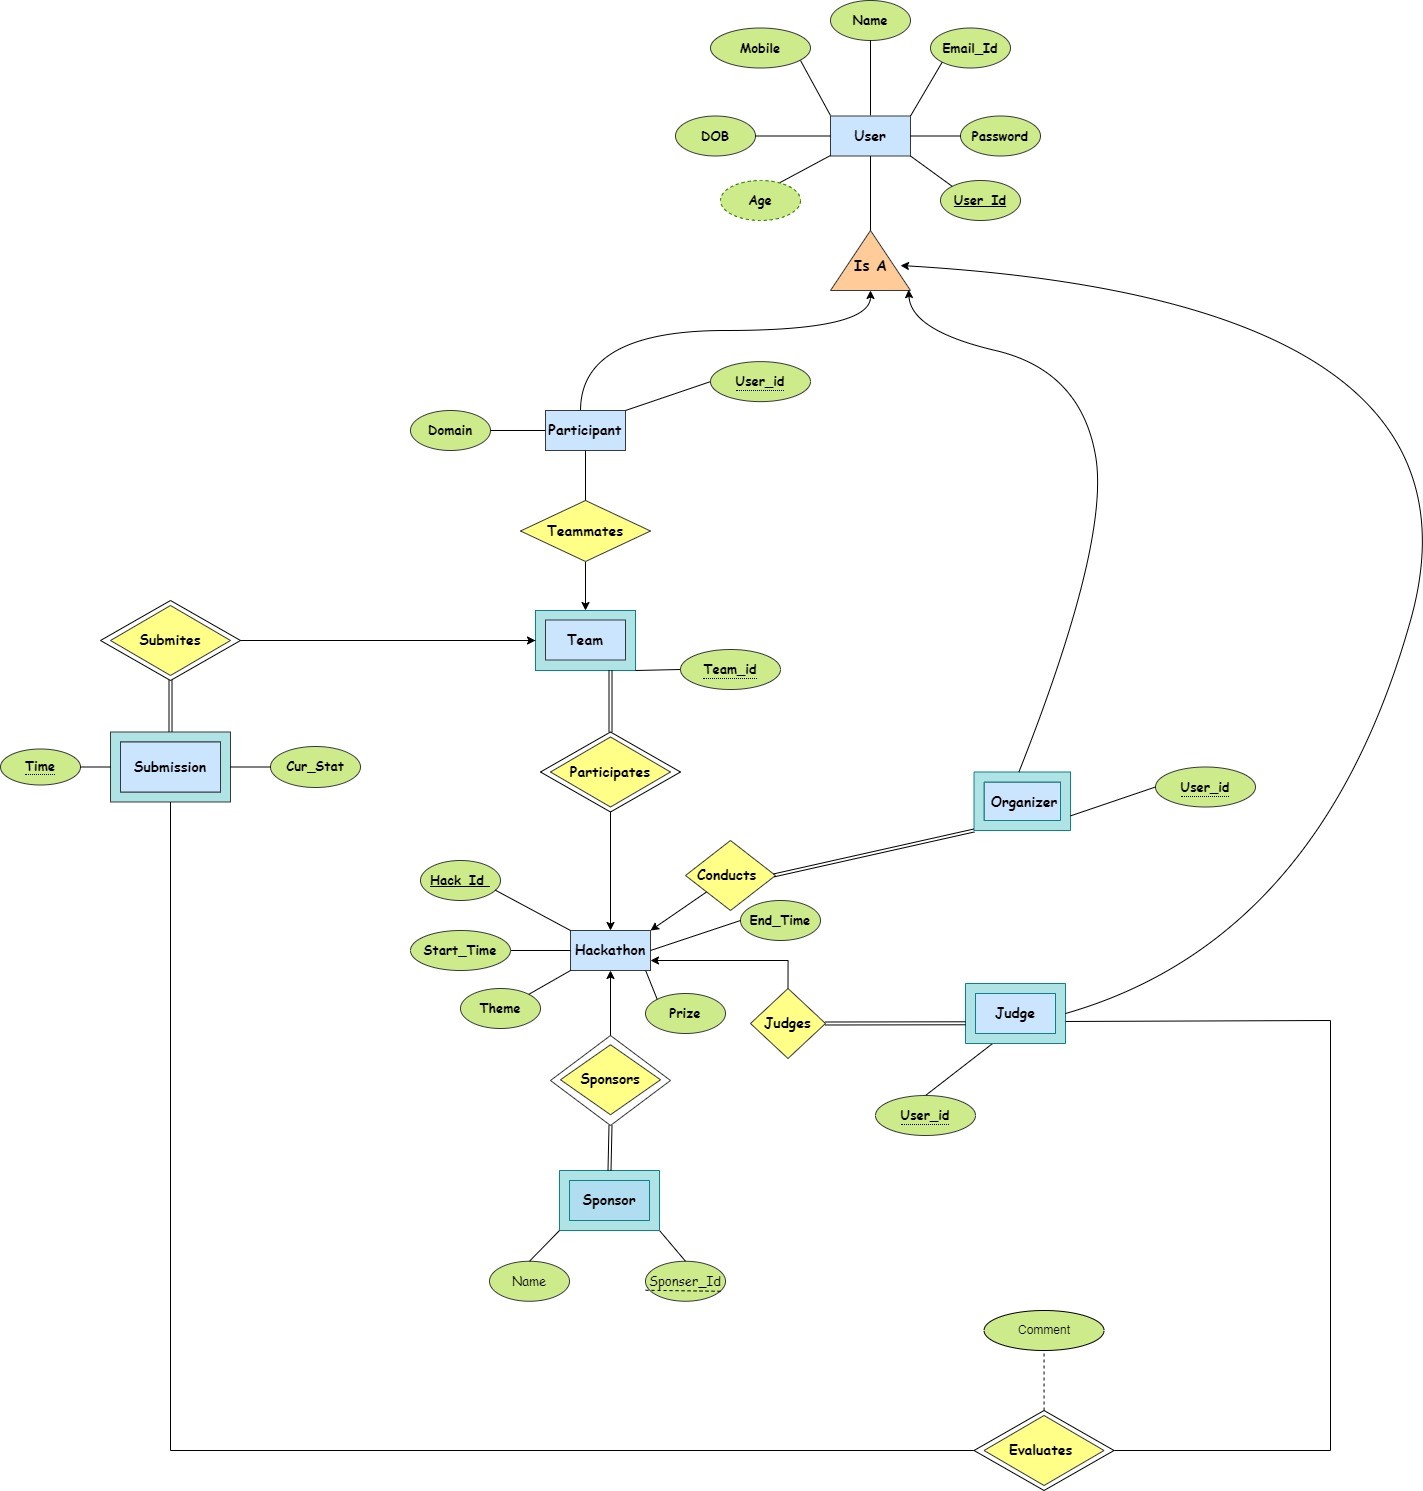 Name
Mobile
Email_Id
DOB
User
Password
Age
User_Id
Is A
User_id
Domain
Participant
Teammates
Submites
Team
Team_id
Time
Submission
Cur_Stat
Participates
User_id
Organizer
Conducts
Hack_Id
End_Time
Start_Time
Hackathon
Theme
Prize
Judges
Judge
Sponsors
User_id
Sponsor
Name
Sponser_Id
Comment
Evaluates